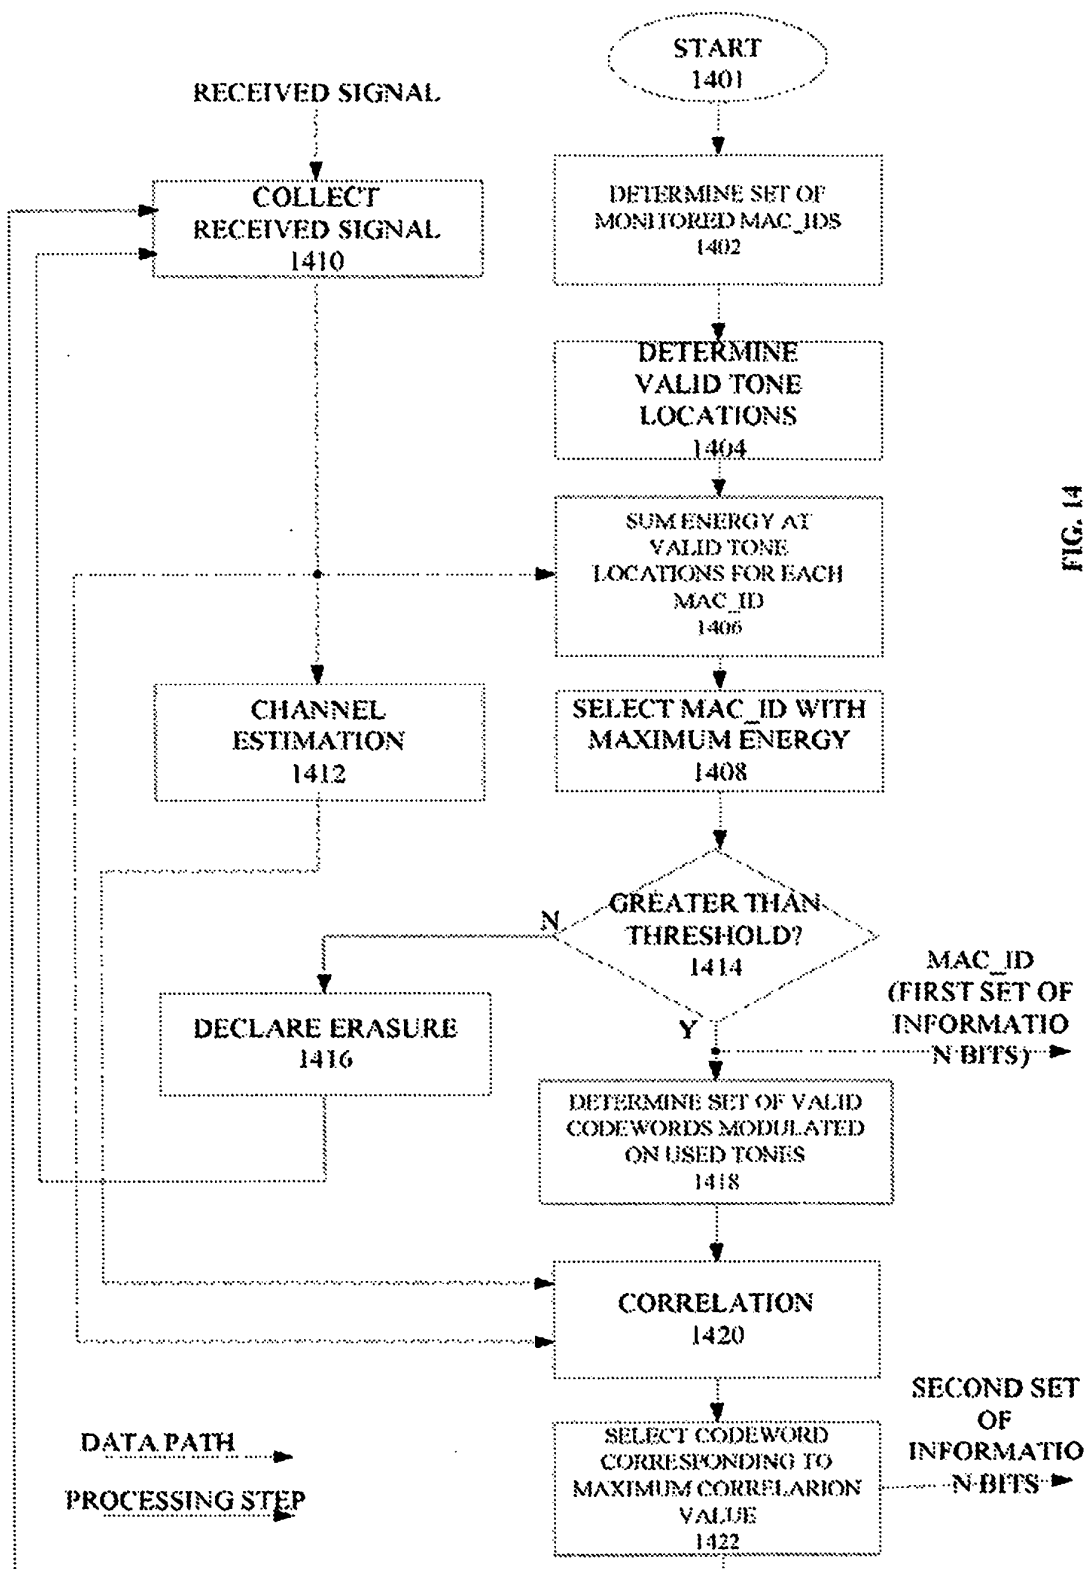 START
1401
RECEIVED SIGNAL
COLLECT
RECEIVED SIGNAL
1410
DETERMINE SET OF
MONITORED MAC_IDS
1402
DETERMINE
VALID TONE
LOCATIONS
1404
SUM ENERGY AT
VALID TONE
LOCATIONS FOR EACH
MAC_ID
1406
FIG. 14
CHANNEL
ESTIMATION
1412
SELECT MAC_ID WITH
MAXIMUM ENERGY
1408
GREATER THAN
THRESHOLD?
1414
N
Y
MAC_ID
(FIRST SET OF
INFORMATIO
N BITS)
DECLARE ERASURE
1416
DETERMINE SET OF VALID
CODEWORDS MODULATED
ON USED TONES
1418
CORRELATION
1420
SECOND SET
OF
INFORMATIO
N BITS
SELECT CODEWORD
CORRESPONDING TO
MAXIMUM CORRELARION
VALUE
1422
DATA PATH
PROCESSING STEP